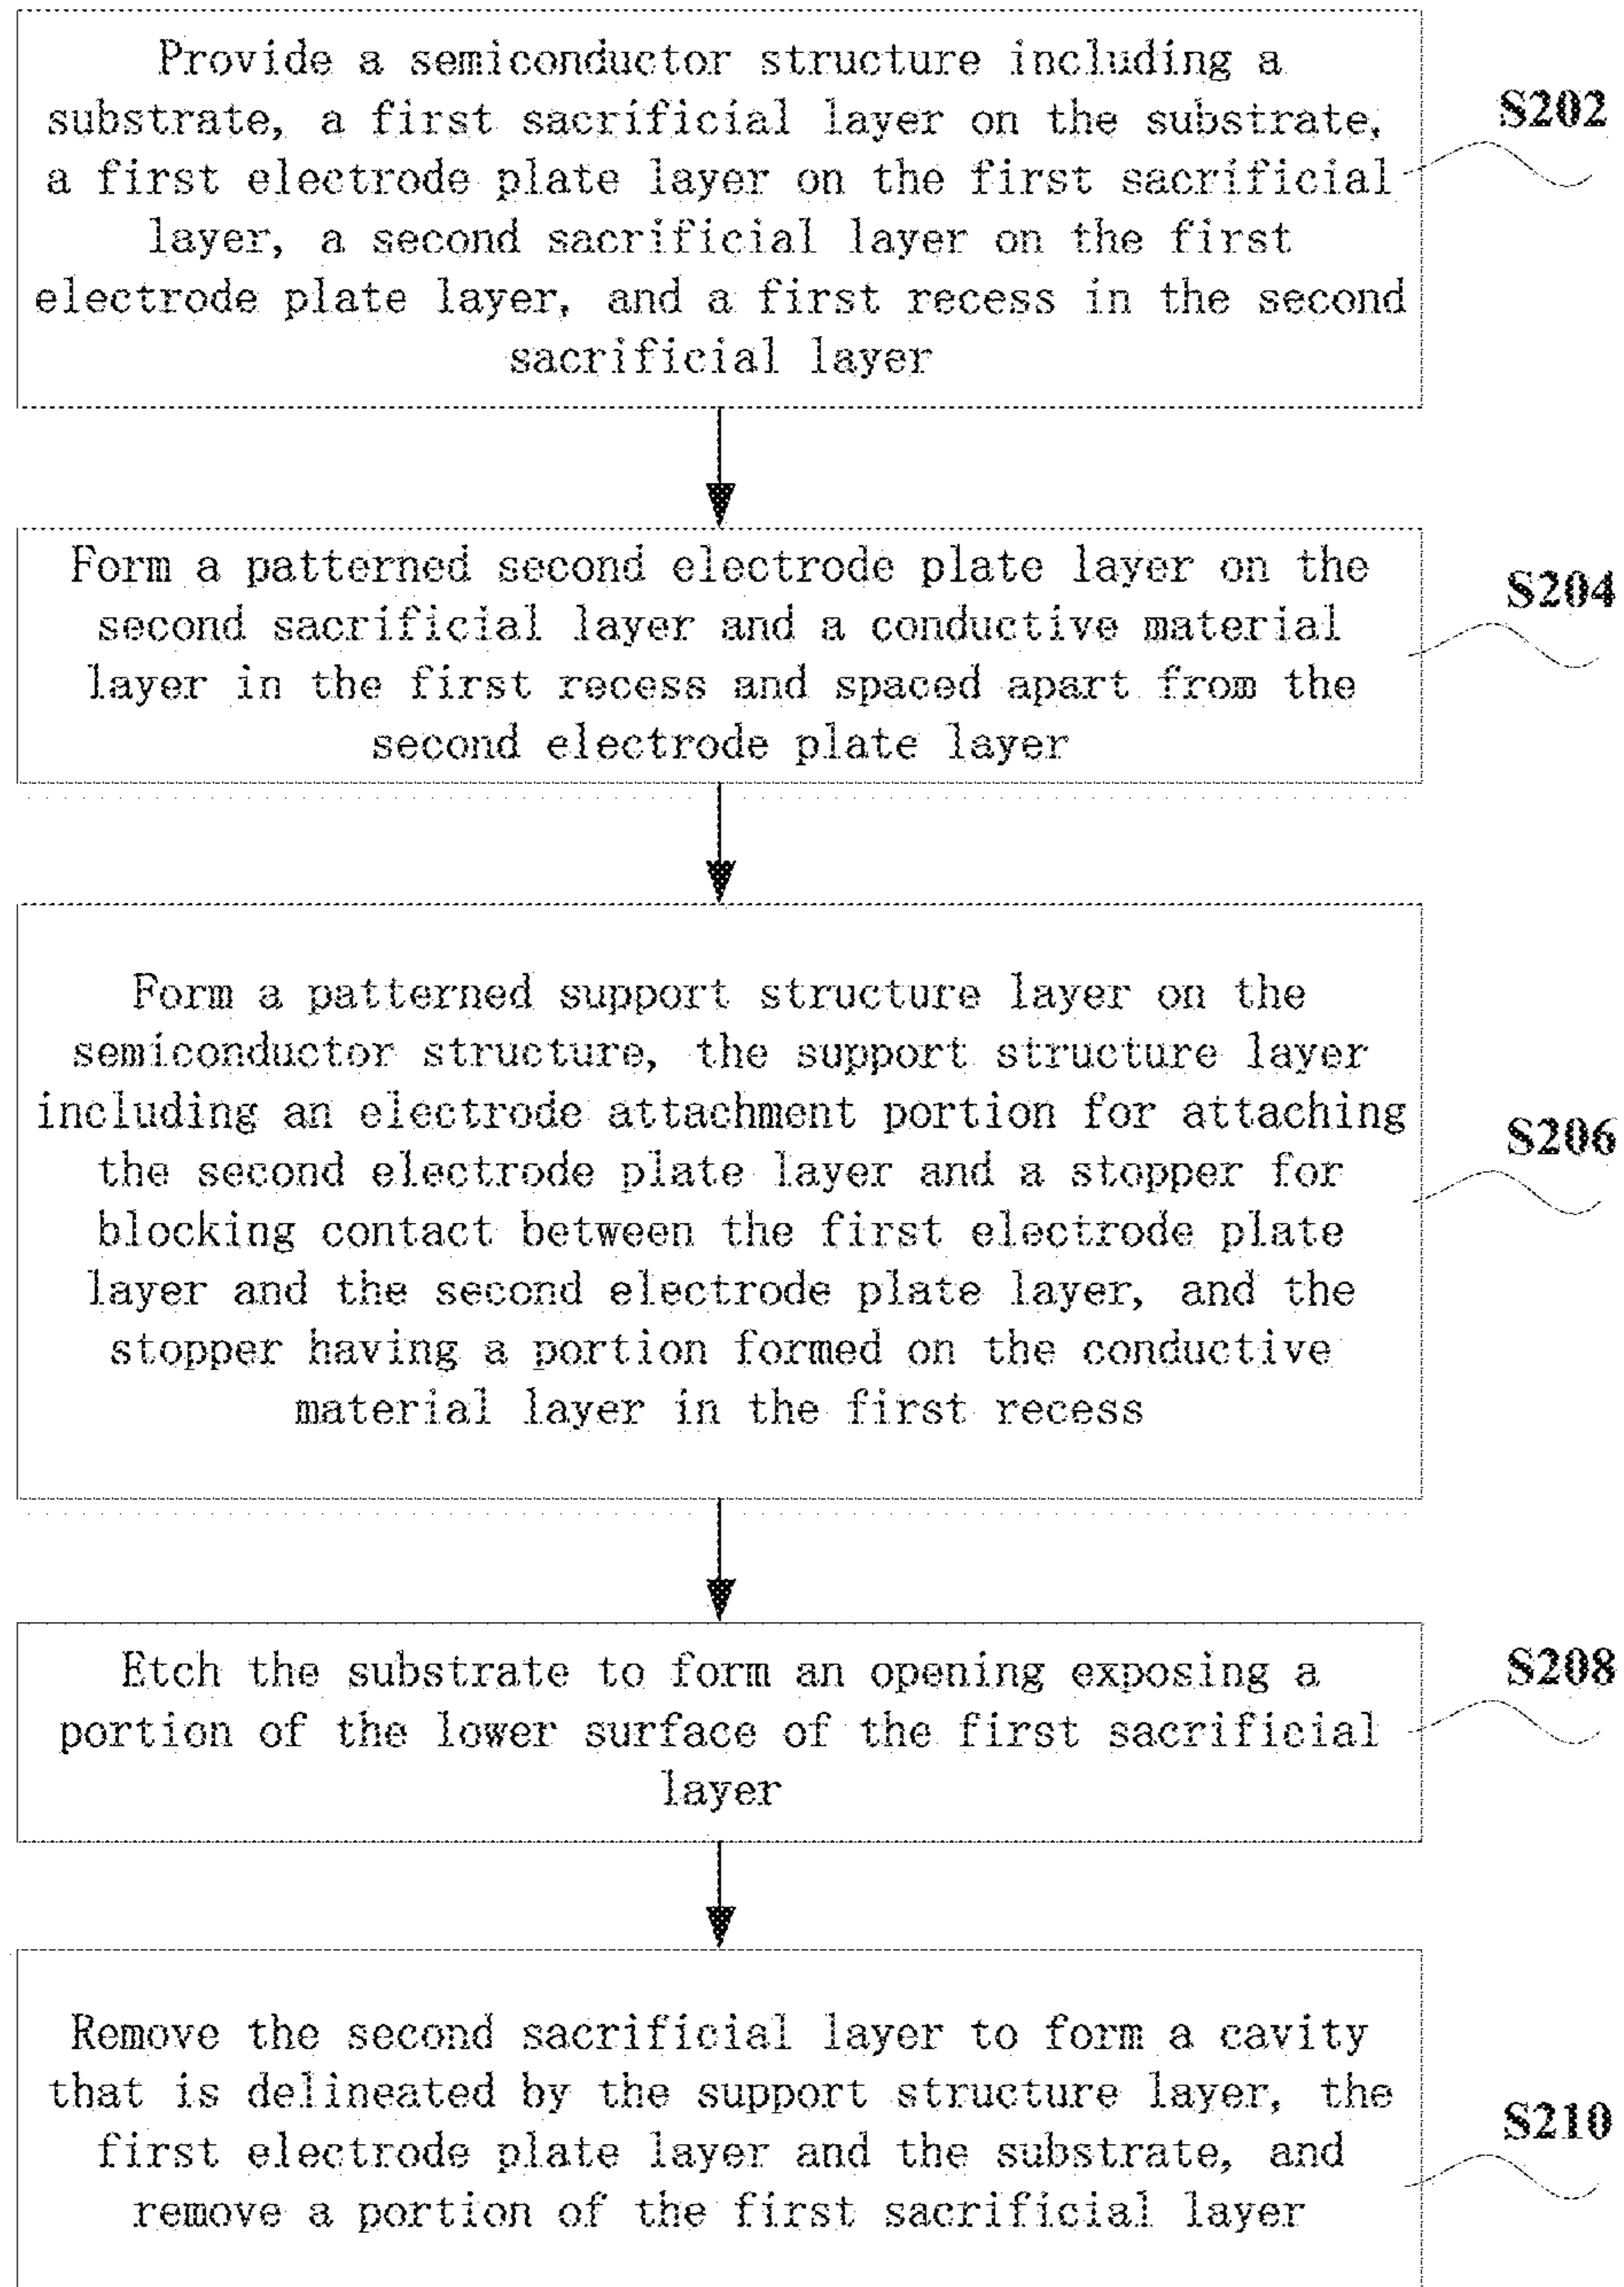 Provide a semiconductor structure including a
substrate, a first sacrificial layer on the substrate,
a first electrode plate layer on the first sacrificial
layer, a second sacrificial layer on the first
electrode plate layer, and a first recess in the second
sacrificial layer
S202
Form a patterned second electrode plate layer on the
second sacrificial layer and a conductive material
layer in the first recess and spaced apart from the
second electrode plate layer
S204
Form a patterned support structure layer on the
semiconductor structure, the support structure layer
including an electrode attachment portion for attaching
the second electrode plate layer and a stopper for
blocking contact between the first electrode plate
layer and the second electrode plate layer, and the
stopper having a portion formed on the conductive
material layer in the first recess
S206
Etch the substrate to form an opening exposing a
portion of the lower surface of the first sacrificial
layer
S208
Remove the second sacrificial layer to form a cavity
that is delineated by the support structure layer, the
first electrode plate layer and the substrate, and
remove a portion of the first sacrificial layer
S210